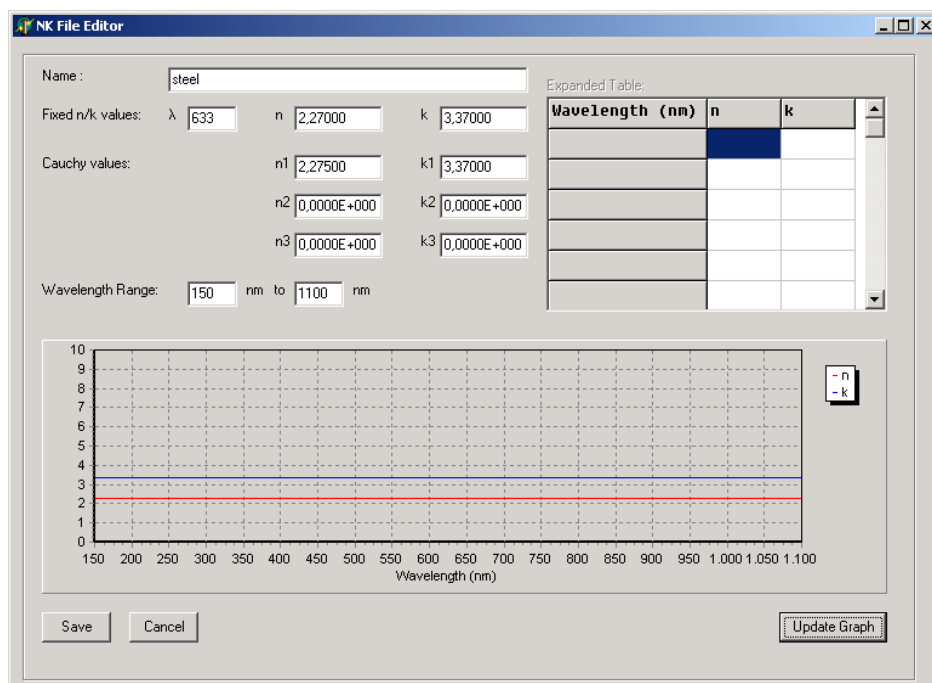 NK File Editor
Name : steel
Expanded Table:
Fixed n/k values: λ 633 n 2,27000 k 3,37000
Wavelength (nm) n k
Cauchy values: n1 2,27500 k1 3,37000
n2 0,0000E+000 k2 0,0000E+000
n3 0,0000E+000 k3 0,0000E+000
Wavelength Range: 150 nm to 1100 nm
10
9
8
7
6
5
4
3
2
1
0
n
k
150 200 250 300 350 400 450 500 550 600 650 700 750 800 850 900 950 1.000 1.050 1.100
Wavelength (nm)
Save Cancel Update Graph